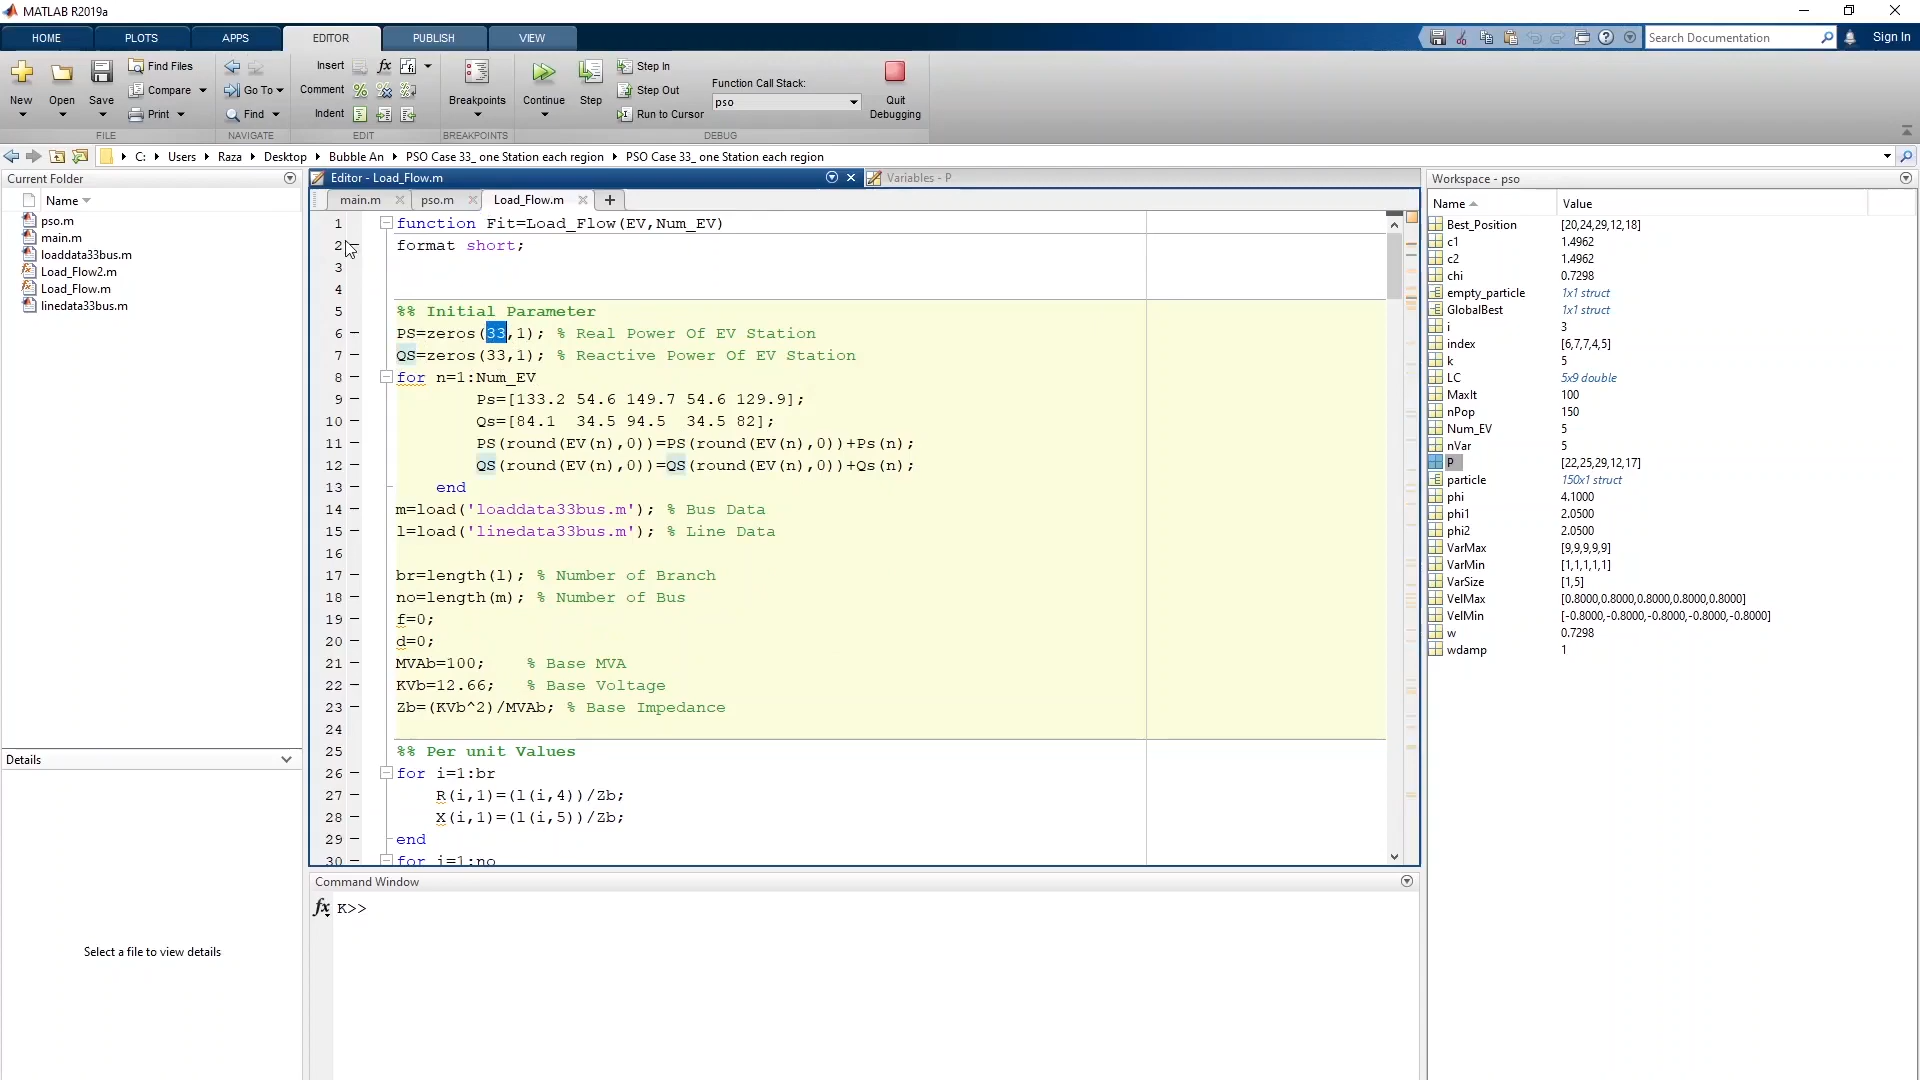 MATLAB R2019a
HOME PLOTS APPS EDITOR PUBLISH VIEW
Search Documentation
Sign In
New
Open
Save
Find Files
Compare
Print
Go To
Find
Insert
Comment
Indent
Breakpoints
Continue
Step
Step In
Step Out
Run to Cursor
Function Call Stack:
pso
Quit Debugging
FILE NAVIGATE EDIT BREAKPOINTS DEBUG
C: Users Raza Desktop Bubble An PSO Case 33_ one Station each region PSO Case 33_ one Station each region
Current Folder
Name
pso.m
main.m
loaddata33bus.m
Load_Flow2.m
Load_Flow.m
linedata33bus.m
Details
Select a file to view details
Editor - Load_Flow.m
Variables - P
main.m pso.m Load_Flow.m
1 function Fit=Load_Flow(EV,Num_EV)
2 format short;
3
4
5 %% Initial Parameter
6 PS=zeros(33,1); % Real Power Of EV Station
7 QS=zeros(33,1); % Reactive Power Of EV Station
8 for n=1:Num_EV
9 Ps=[133.2 54.6 149.7 54.6 129.9];
10 Qs=[84.1 34.5 94.5 34.5 82];
11 PS(round(EV(n),0))=PS(round(EV(n),0))+Ps(n);
12 QS(round(EV(n),0))=QS(round(EV(n),0))+Qs(n);
13 end
14 m=load('loaddata33bus.m'); % Bus Data
15 l=load('linedata33bus.m'); % Line Data
16
17 br=length(l); % Number of Branch
18 no=length(m); % Number of Bus
19 f=0;
20 d=0;
21 MVAb=100; % Base MVA
22 KVb=12.66; % Base Voltage
23 Zb=(KVb^2)/MVAb; % Base Impedance
24
25 %% Per unit Values
26 for i=1:br
27 R(i,1)=(l(i,4))/Zb;
28 X(i,1)=(l(i,5))/Zb;
29 end
30 for i=1:no
Command Window
fx K>>
Workspace - pso
Name Value
Best_Position [20,24,29,12,18]
c1 1.4962
c2 1.4962
chi 0.7298
empty_particle 1x1 struct
GlobalBest 1x1 struct
i 3
index [6,7,7,4,5]
k 5
LC 5x9 double
MaxIt 100
nPop 150
Num_EV 5
nVar 5
P [22,25,29,12,17]
particle 150x1 struct
phi 4.1000
phi1 2.0500
phi2 2.0500
VarMax [9,9,9,9,9]
VarMin [1,1,1,1,1]
VarSize [1,5]
VelMax [0.8000,0.8000,0.8000,0.8000,0.8000]
VelMin [-0.8000,-0.8000,-0.8000,-0.8000,-0.8000]
w 0.7298
wdamp 1